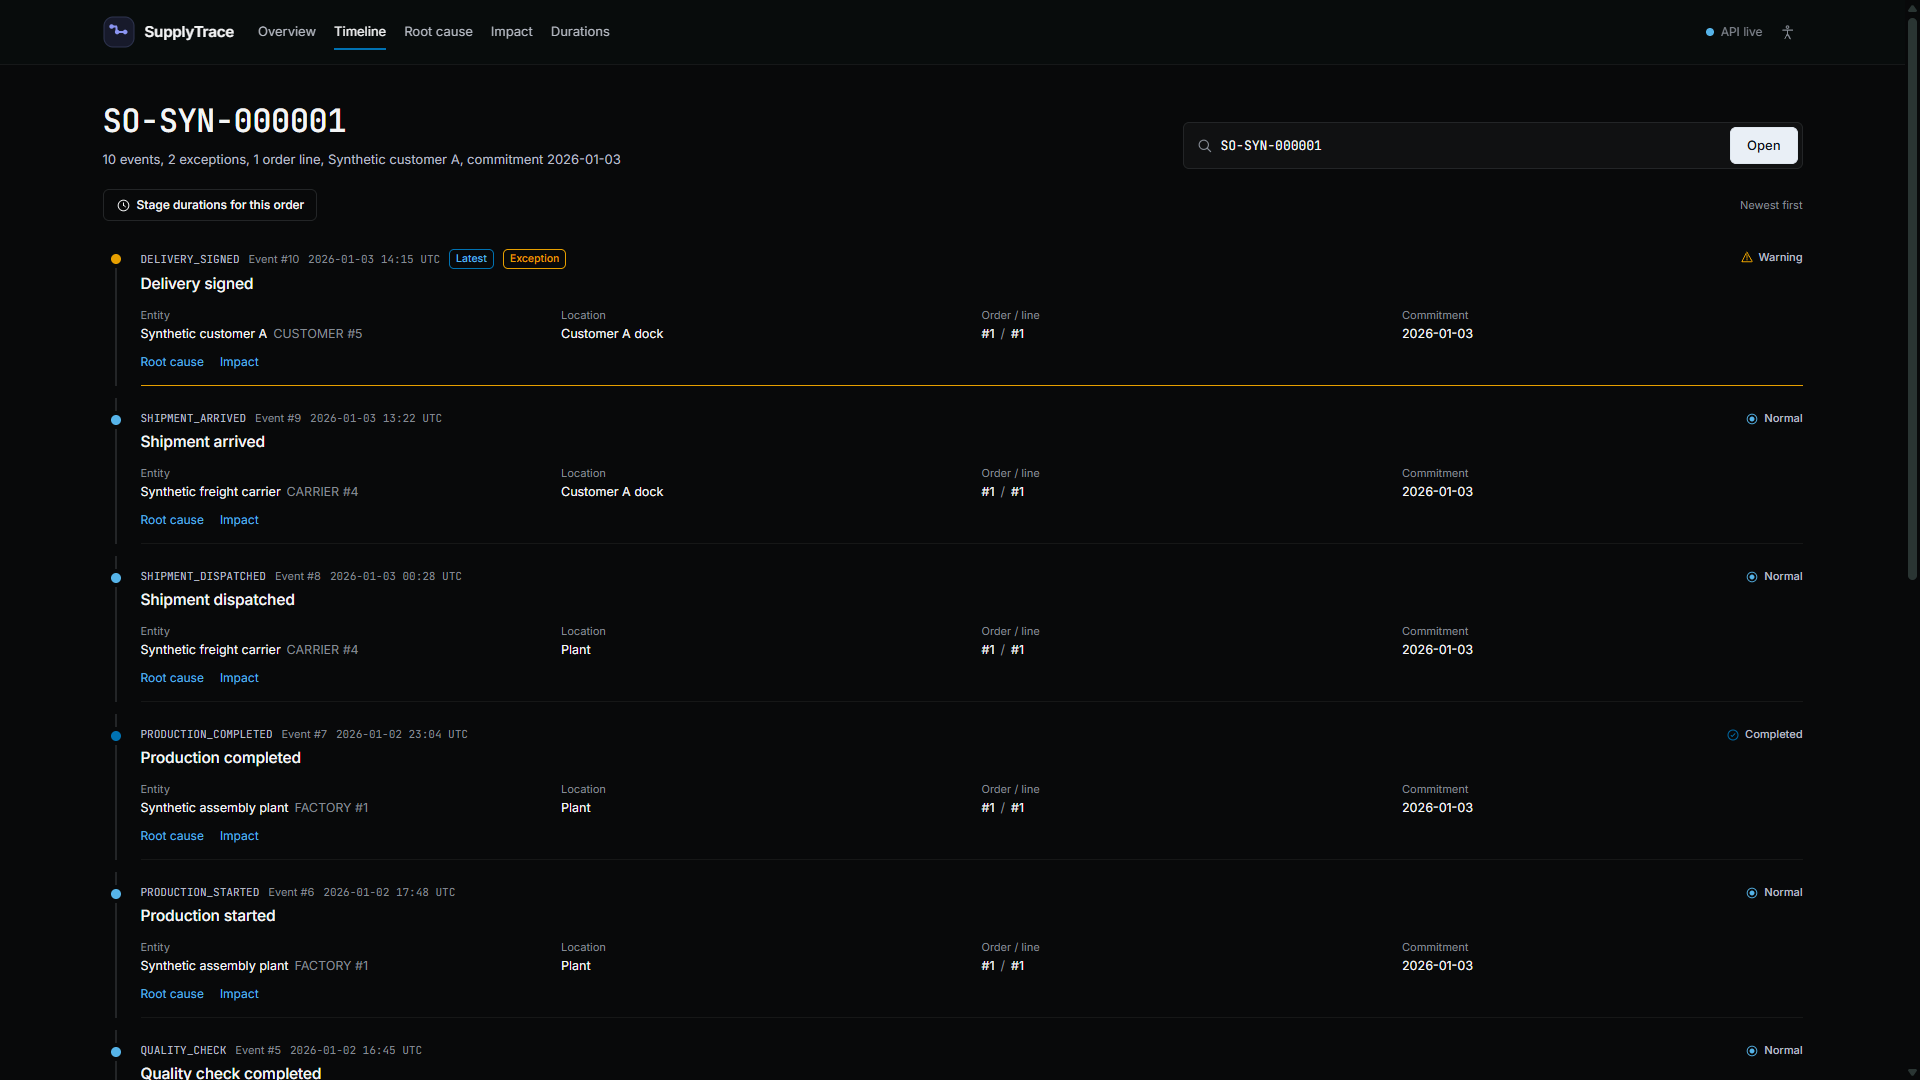 SupplyTrace Overview Timeline Root cause Impact Durations API live
SO-SYN-000001
10 events, 2 exceptions, 1 order line, Synthetic customer A, commitment 2026-01-03
SO-SYN-000001 Open
Stage durations for this order Newest first
DELIVERY_SIGNED Event #10 2026-01-03 14:15 UTC Latest Exception Warning
Delivery signed
Entity Location Order / line Commitment
Synthetic customer A CUSTOMER #5 Customer A dock #1 / #1 2026-01-03
Root cause Impact
SHIPMENT_ARRIVED Event #9 2026-01-03 13:22 UTC Normal
Shipment arrived
Entity Location Order / line Commitment
Synthetic freight carrier CARRIER #4 Customer A dock #1 / #1 2026-01-03
Root cause Impact
SHIPMENT_DISPATCHED Event #8 2026-01-03 00:28 UTC Normal
Shipment dispatched
Entity Location Order / line Commitment
Synthetic freight carrier CARRIER #4 Plant #1 / #1 2026-01-03
Root cause Impact
PRODUCTION_COMPLETED Event #7 2026-01-02 23:04 UTC Completed
Production completed
Entity Location Order / line Commitment
Synthetic assembly plant FACTORY #1 Plant #1 / #1 2026-01-03
Root cause Impact
PRODUCTION_STARTED Event #6 2026-01-02 17:48 UTC Normal
Production started
Entity Location Order / line Commitment
Synthetic assembly plant FACTORY #1 Plant #1 / #1 2026-01-03
Root cause Impact
QUALITY_CHECK Event #5 2026-01-02 16:45 UTC Normal
Quality check completed